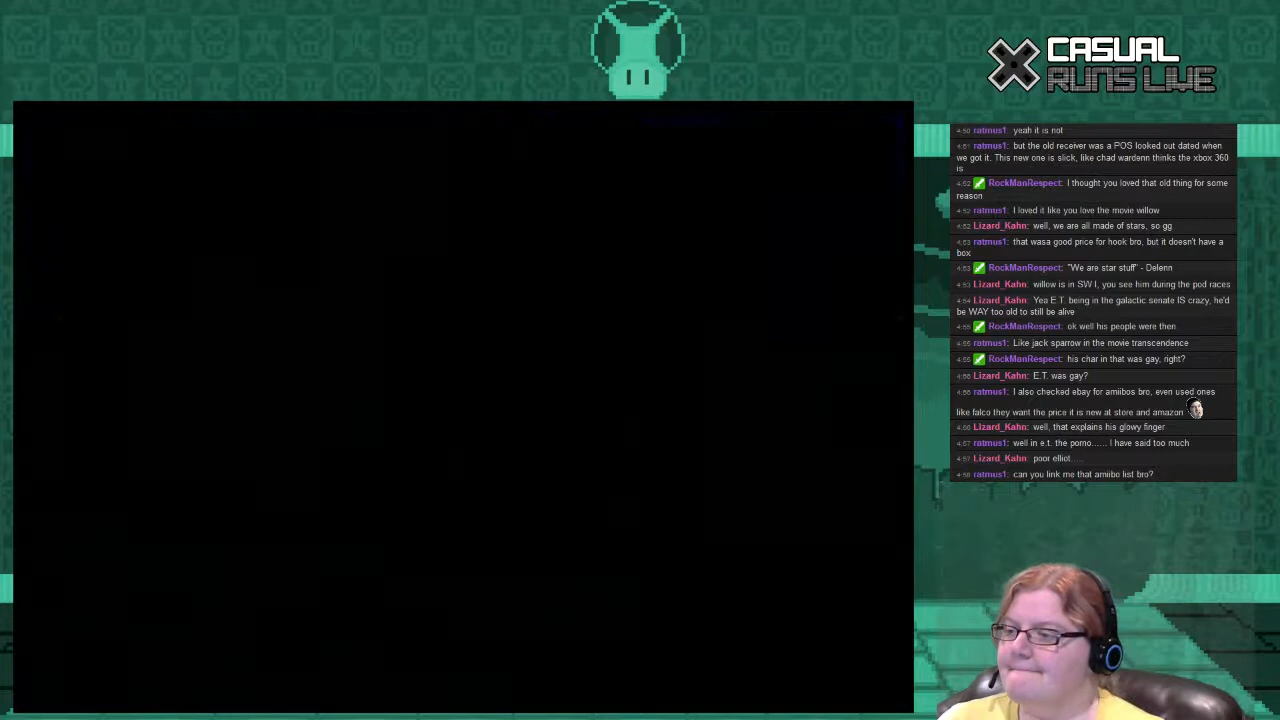 CASUAL
RUNS LIVE
4:50 ratmus1: yeah it is not
4:51 ratmus1: but the old receiver was a POS looked out dated when
we got it. This new one is slick, like chad wardenn thinks the xbox 360
is
4:52 RockManRespect: I thought you loved that old thing for some
reason
4:52 ratmus1: I loved it like you love the movie willow
4:52 Lizard_Kahn: well, we are all made of stars, so gg
4:53 ratmus1: that wasa good price for hook bro, but it doesn't have a
box
4:53 RockManRespect: "We are star stuff" - Delenn
4:53 Lizard_Kahn: willow is in SW I, you see him during the pod races
4:54 Lizard_Kahn: Yea E.T. being in the galactic senate IS crazy, he'd
be WAY too old to still be alive
4:55 RockManRespect: ok well his people were then
4:55 ratmus1: Like jack sparrow in the movie transcendence
4:55 RockManRespect: his char in that was gay, right?
4:56 Lizard_Kahn: E.T. was gay?
4:56 ratmus1: I also checked ebay for amiibos bro, even used ones
like falco they want the price it is new at store and amazon
4:56 Lizard_Kahn: well, that explains his glowy finger
4:57 ratmus1: well in e.t. the porno...... I have said too much
4:57 Lizard_Kahn: poor elliot.....
4:58 ratmus1: can you link me that amiibo list bro?